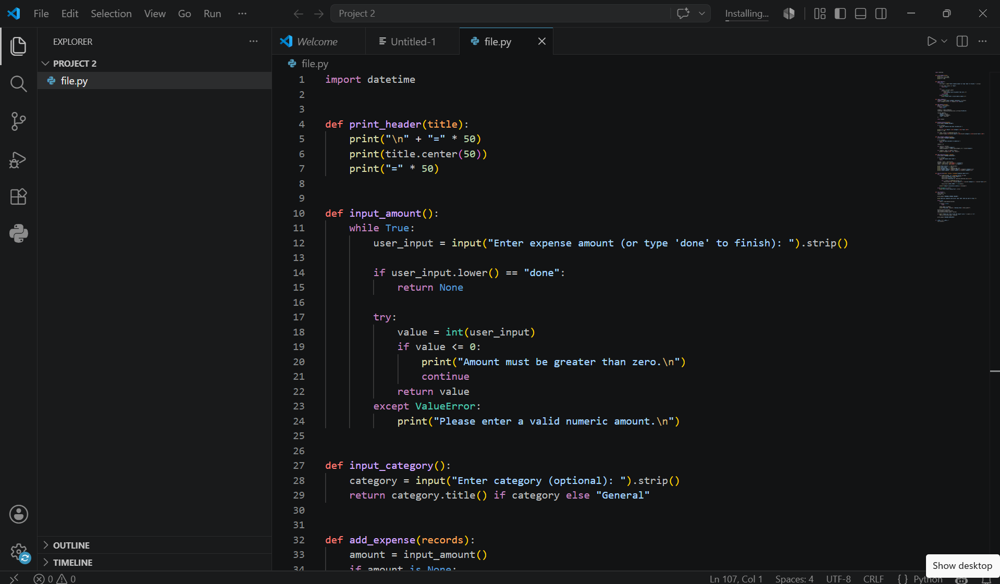 File Edit Selection View Go Run ··· Project 2 Installing...
EXPLORER ···
PROJECT 2
file.py
OUTLINE
TIMELINE
Welcome Untitled-1 file.py
file.py
1 import datetime
2
3
4 def print_header(title):
5 print("\n" + "=" * 50)
6 print(title.center(50))
7 print("=" * 50)
8
9
10 def input_amount():
11 while True:
12 user_input = input("Enter expense amount (or type 'done' to finish): ").strip()
13
14 if user_input.lower() == "done":
15 return None
16
17 try:
18 value = int(user_input)
19 if value <= 0:
20 print("Amount must be greater than zero.\n")
21 continue
22 return value
23 except ValueError:
24 print("Please enter a valid numeric amount.\n")
25
26
27 def input_category():
28 category = input("Enter category (optional): ").strip()
29 return category.title() if category else "General"
30
31
32 def add_expense(records):
33 amount = input_amount()
34 if amount is None:
Show desktop
0 0 Ln 107, Col 1 Spaces: 4 UTF-8 CRLF { } Python